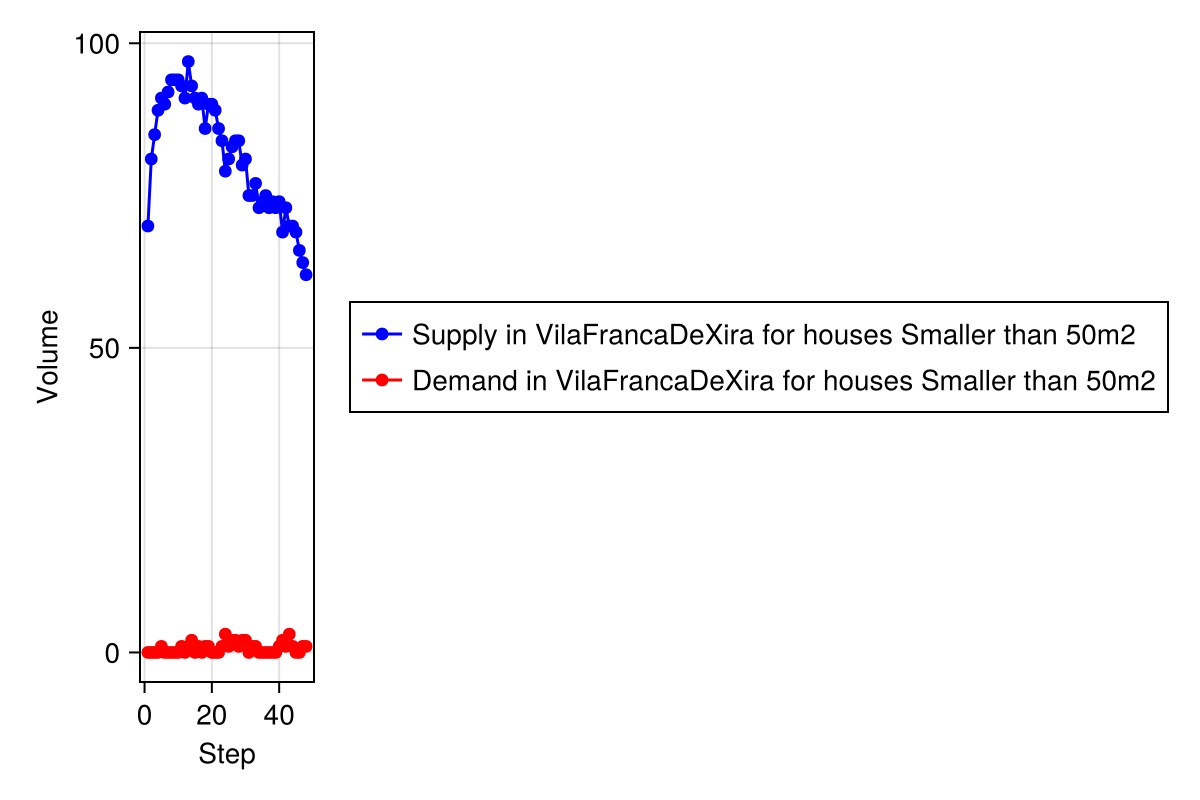 100
50
0
Volume
0 20 40
Step
Supply in VilaFrancaDeXira for houses Smaller than 50m2
Demand in VilaFrancaDeXira for houses Smaller than 50m2